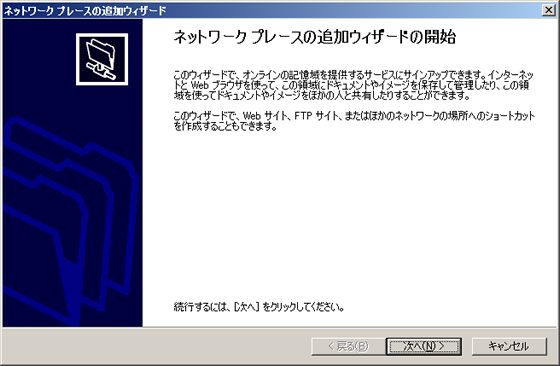 ネットワーク プレースの追加ウィザード
ネットワーク プレースの追加ウィザードの開始
このウィザードで、オンラインの記憶域を提供するサービスにサインアップできます。インターネッ
トと Web ブラウザを使って、この領域にドキュメントやイメージを保存して管理したり、この領
域を使ってドキュメントやイメージをほかの人と共有したりすることができます。
このウィザードで、Web サイト、FTP サイト、またはほかのネットワークの場所へのショートカット
を作成することもできます。
続行するには、[次へ] をクリックしてください。
< 戻る(B)
次へ(N) >
キャンセル